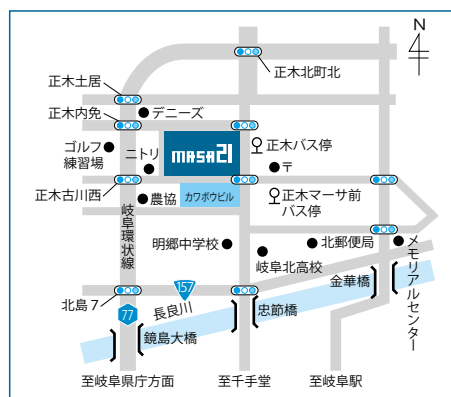 N
正木北町北
正木土居
正木内免
デニーズ
ゴルフ
練習場
ニトリ
MASA21
正木バス停
〒
正木古川西
農協
カワボウビル
正木マーサ前
バス停
岐阜環状線
明郷中学校
北郵便局
岐阜北高校
メモリアルセンター
金華橋
北島7
157
長良川
忠節橋
77
鏡島大橋
至岐阜県庁方面
至千手堂
至岐阜駅